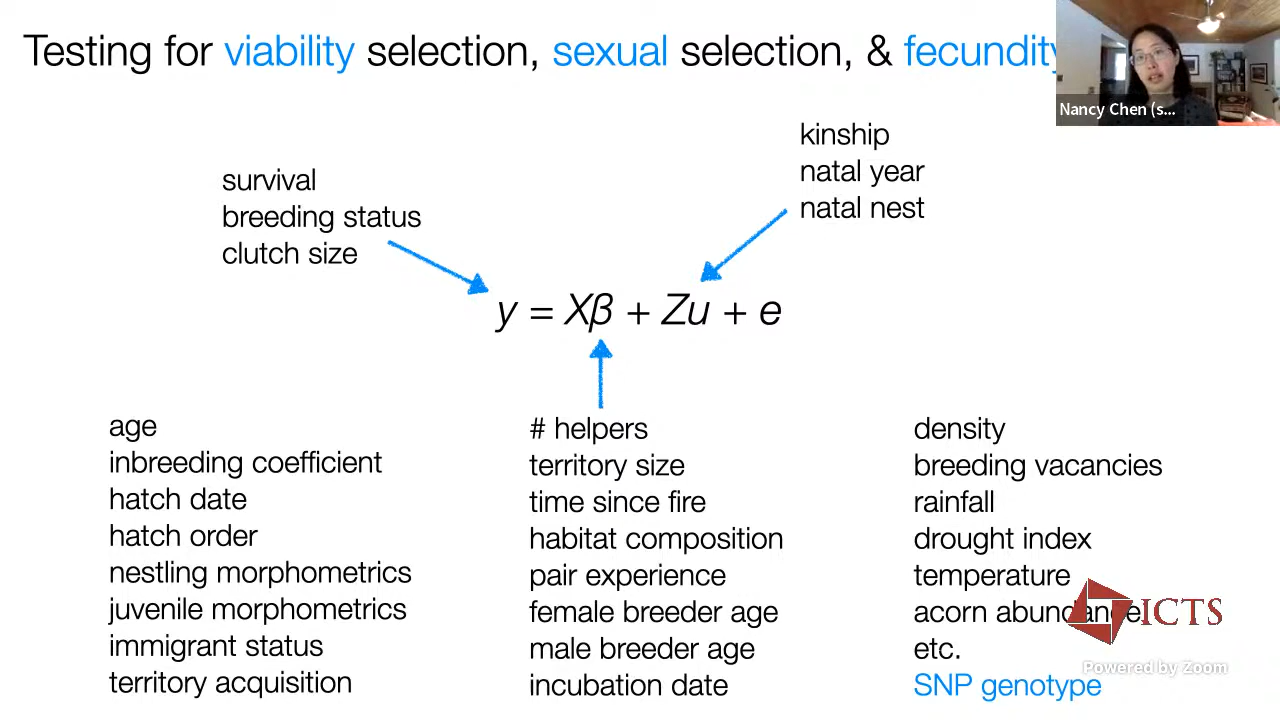 Testing for viability selection, sexual selection, & fecundity
Nancy Chen (s...
kinship
natal year
natal nest
survival
breeding status
clutch size
y = Xβ + Zu + e
age
inbreeding coefficient
hatch date
hatch order
nestling morphometrics
juvenile morphometrics
immigrant status
territory acquisition
# helpers
territory size
time since fire
habitat composition
pair experience
female breeder age
male breeder age
incubation date
density
breeding vacancies
rainfall
drought index
temperature
acorn abundance
etc.
SNP genotype
ICTS
Powered by Zoom